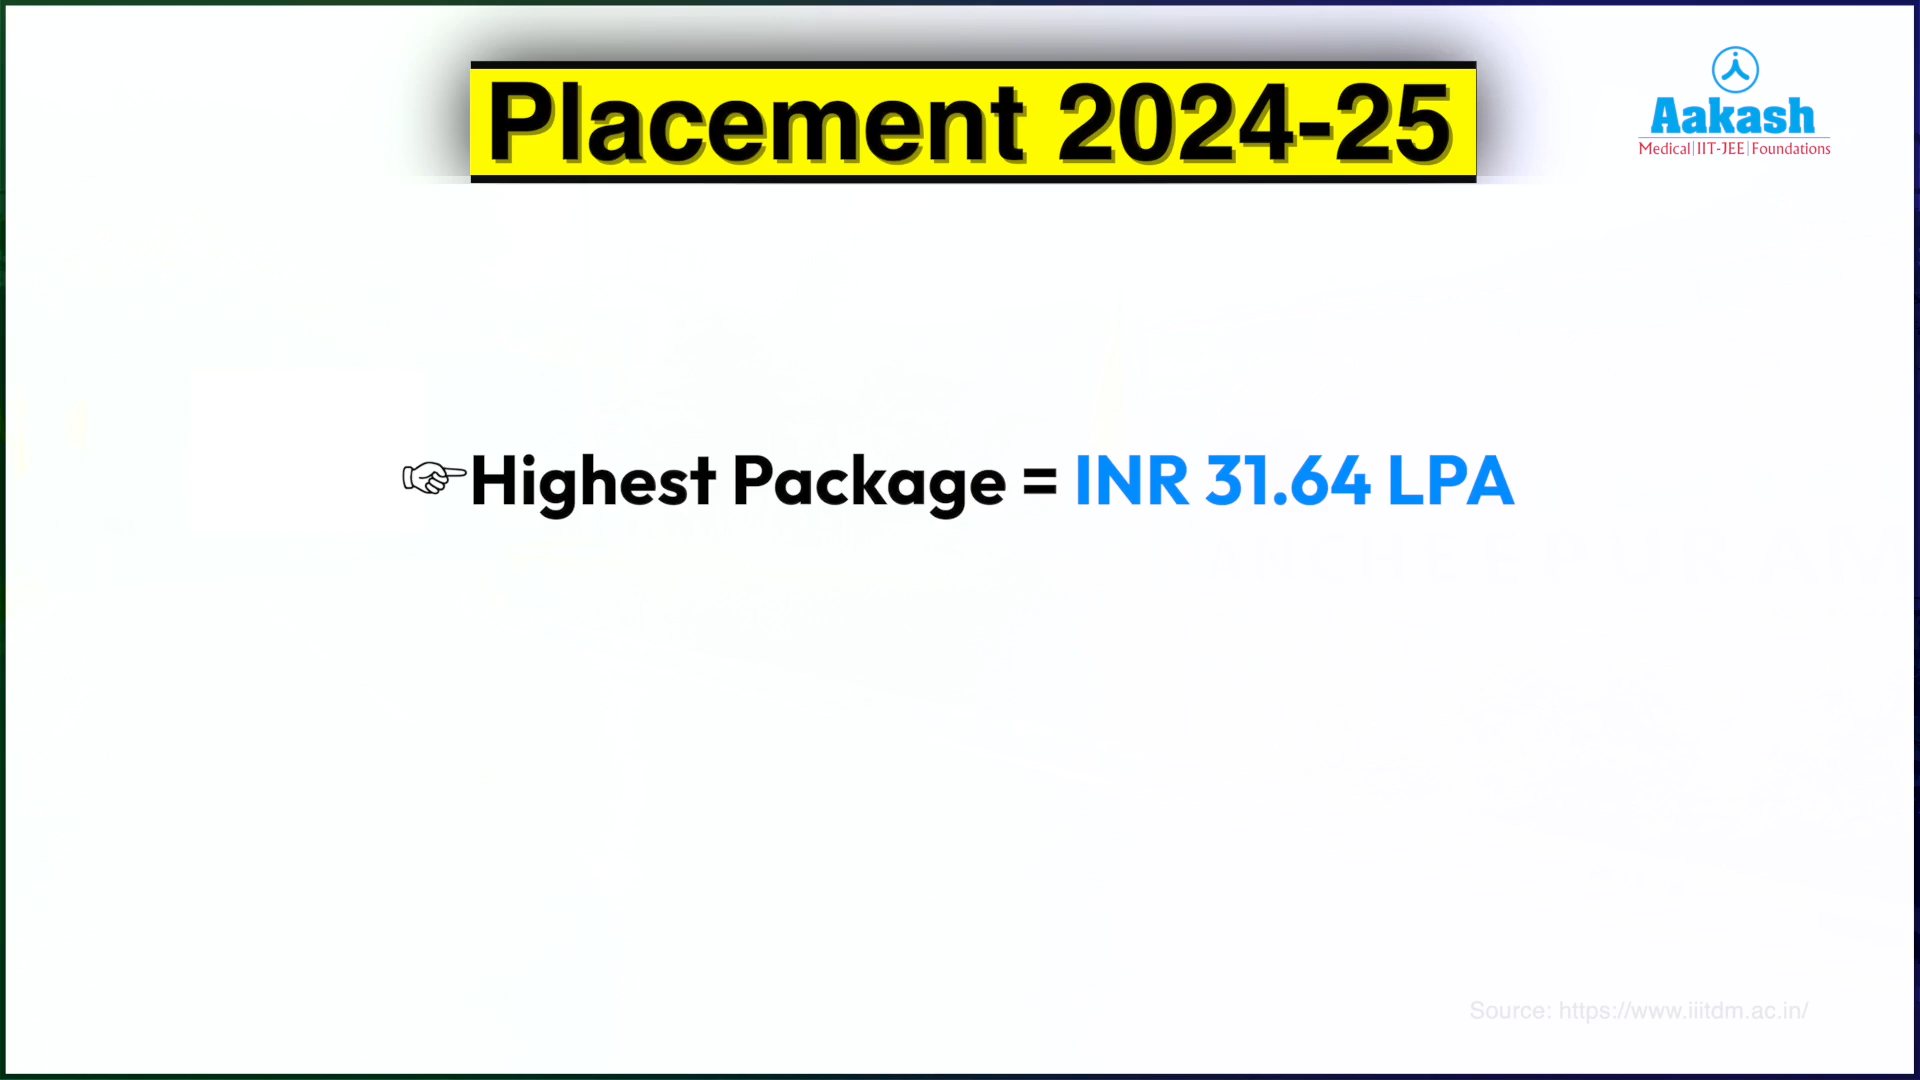 Placement 2024-25
Aakash
Medical|IIT-JEE|Foundations
☞Highest Package = INR 31.64 LPA
Source: https://www.iiitdm.ac.in/